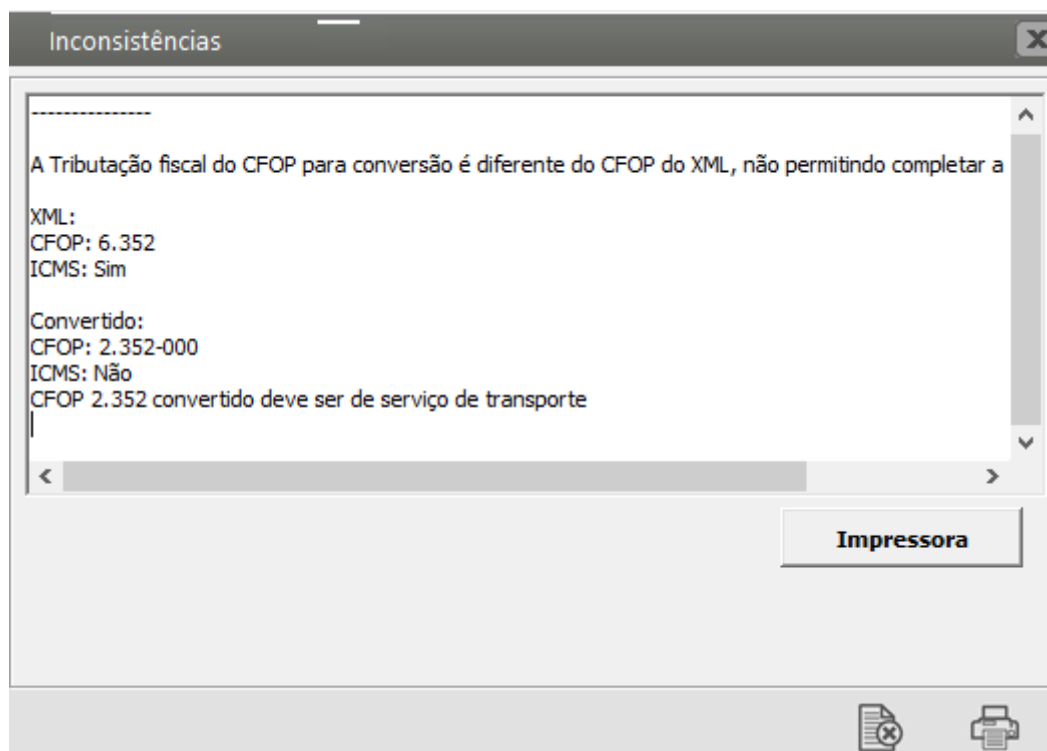 Inconsistências
---------------
A Tributação fiscal do CFOP para conversão é diferente do CFOP do XML, não permitindo completar a
XML:
CFOP: 6.352
ICMS: Sim
Convertido:
CFOP: 2.352-000
ICMS: Não
CFOP 2.352 convertido deve ser de serviço de transporte
Impressora